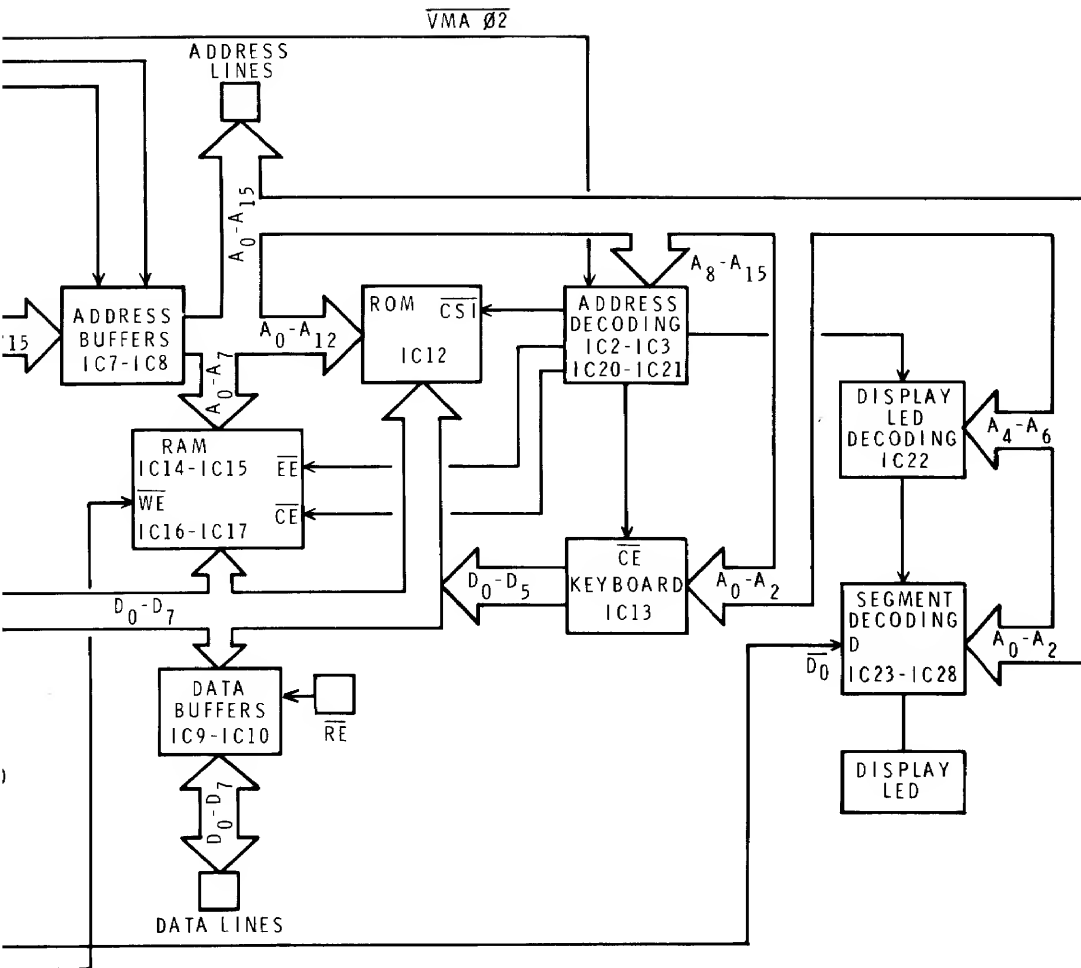 VMA Ø2
ADDRESS
LINES
A0-A15
A8-A15
15
ADDRESS
BUFFERS
IC7-IC8
A0-A7
A0-A12
ROM
CSI
IC12
ADDRESS
DECODING
IC2-IC3
IC20-IC21
DISPLAY
LED
DECODING
IC22
A4-A6
RAM
IC14-IC15
EE
WE
CE
IC16-IC17
D0-D7
D0-D5
CE
KEYBOARD
IC13
A0-A2
SEGMENT
DECODING
D
IC23-IC28
D0
A0-A2
DATA
BUFFERS
IC9-IC10
RE
DISPLAY
LED
D0-D7
DATA LINES